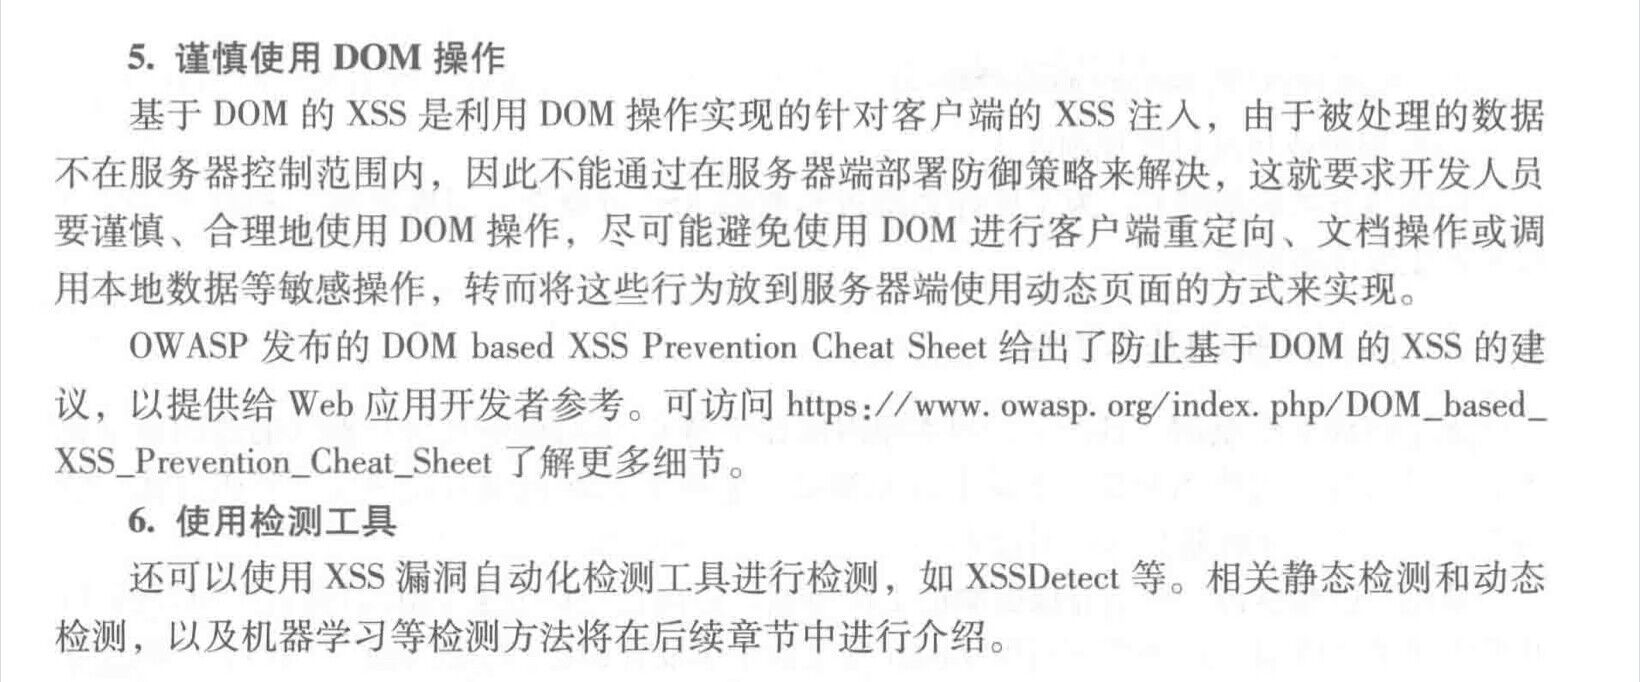 5. 谨慎使用 DOM 操作
基于 DOM 的 XSS 是利用 DOM 操作实现的针对客户端的 XSS 注入，由于被处理的数据
不在服务器控制范围内，因此不能通过在服务器端部署防御策略来解决，这就要求开发人员
要谨慎、合理地使用 DOM 操作，尽可能避免使用 DOM 进行客户端重定向、文档操作或调
用本地数据等敏感操作，转而将这些行为放到服务器端使用动态页面的方式来实现。
OWASP 发布的 DOM based XSS Prevention Cheat Sheet 给出了防止基于 DOM 的 XSS 的建
议，以提供给 Web 应用开发者参考。可访问 https://www. owasp. org/index. php/DOM_based_
XSS_Prevention_Cheat_Sheet 了解更多细节。
6. 使用检测工具
还可以使用 XSS 漏洞自动化检测工具进行检测，如 XSSDetect 等。相关静态检测和动态
检测，以及机器学习等检测方法将在后续章节中进行介绍。